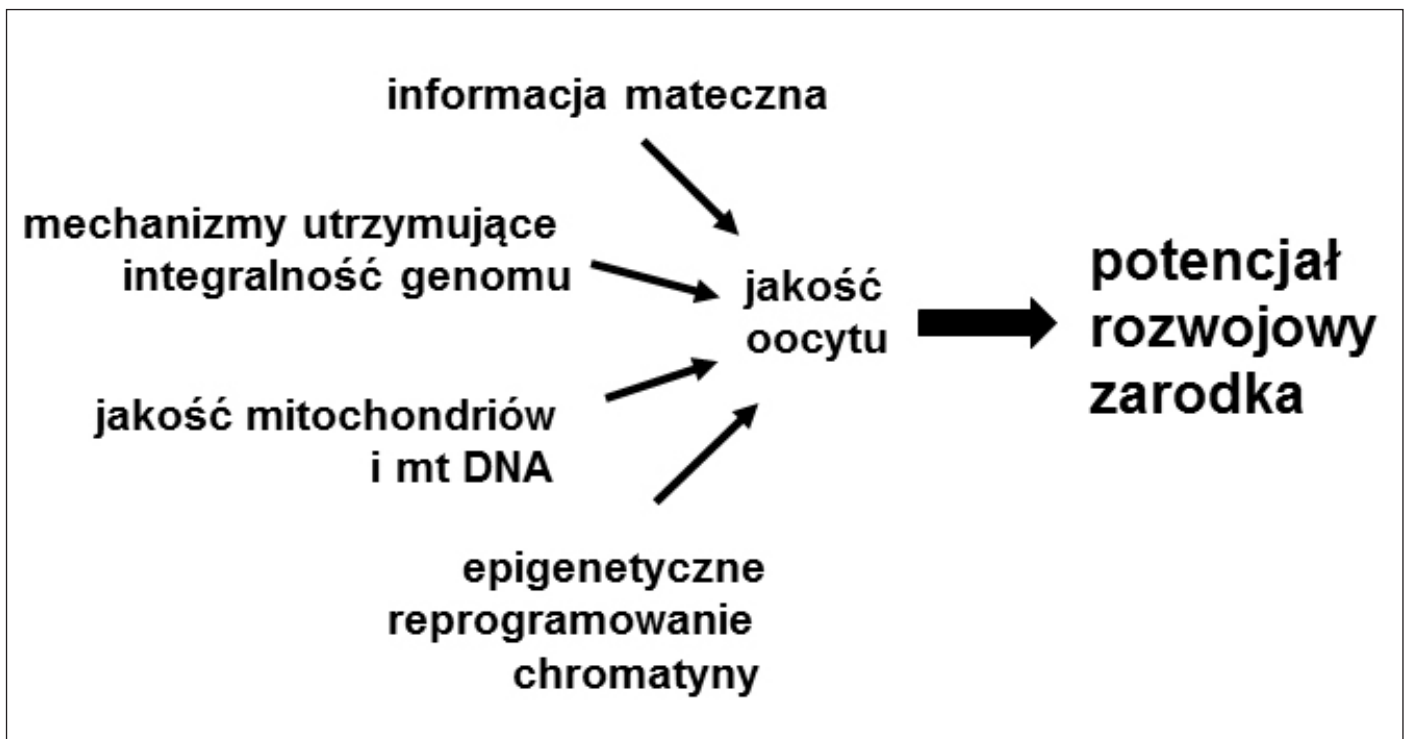 informacja mateczna
mechanizmy utrzymujące
integralność genomu
jakość mitochondriów
i mt DNA
epigenetyczne
reprogramowanie
chromatyny
jakość
oocytu
potencjał
rozwojowy
zarodka